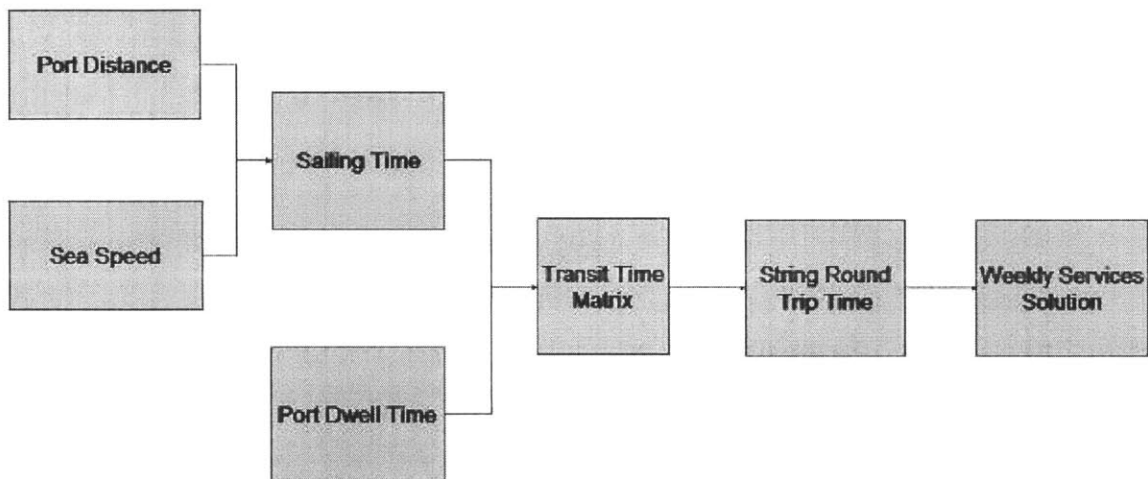 Port Distance
Sailing Time
Sea Speed
Transit Time
Matrix
String Round
Trip Time
Weekly Services
Solution
Port Dwell Time